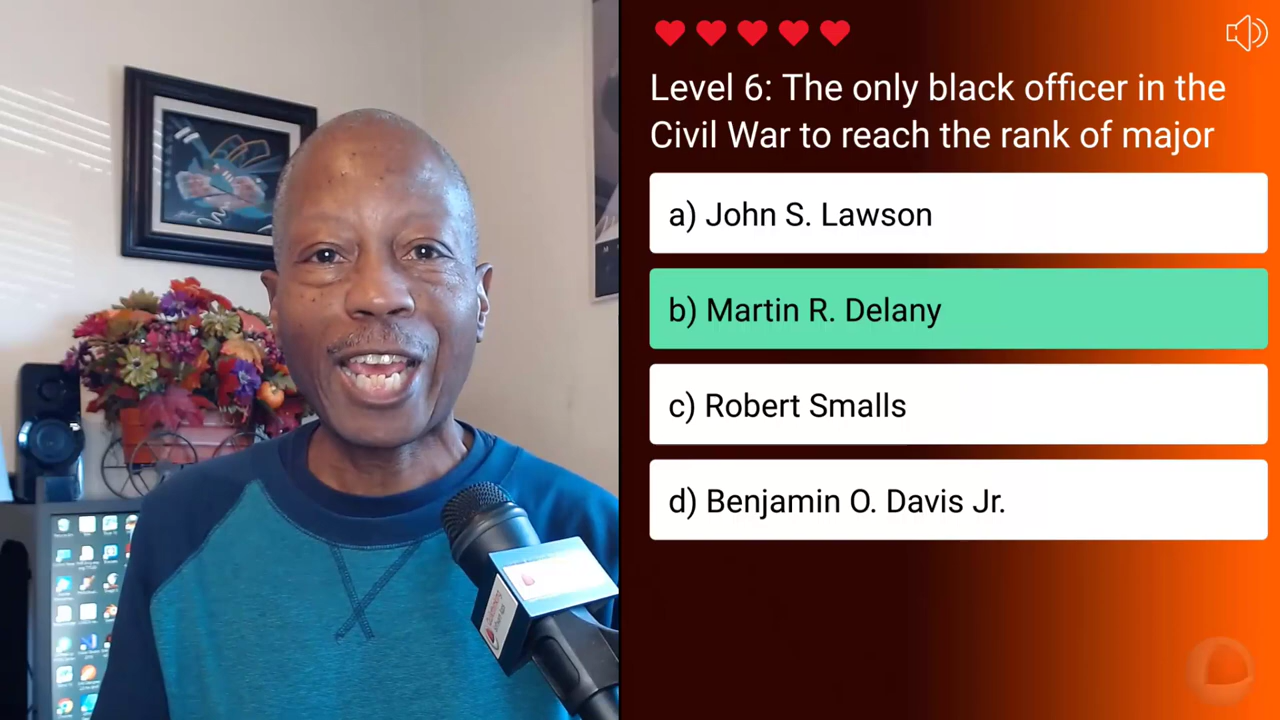 Level 6: The only black officer in the
Civil War to reach the rank of major
a) John S. Lawson
b) Martin R. Delany
c) Robert Smalls
d) Benjamin O. Davis Jr.